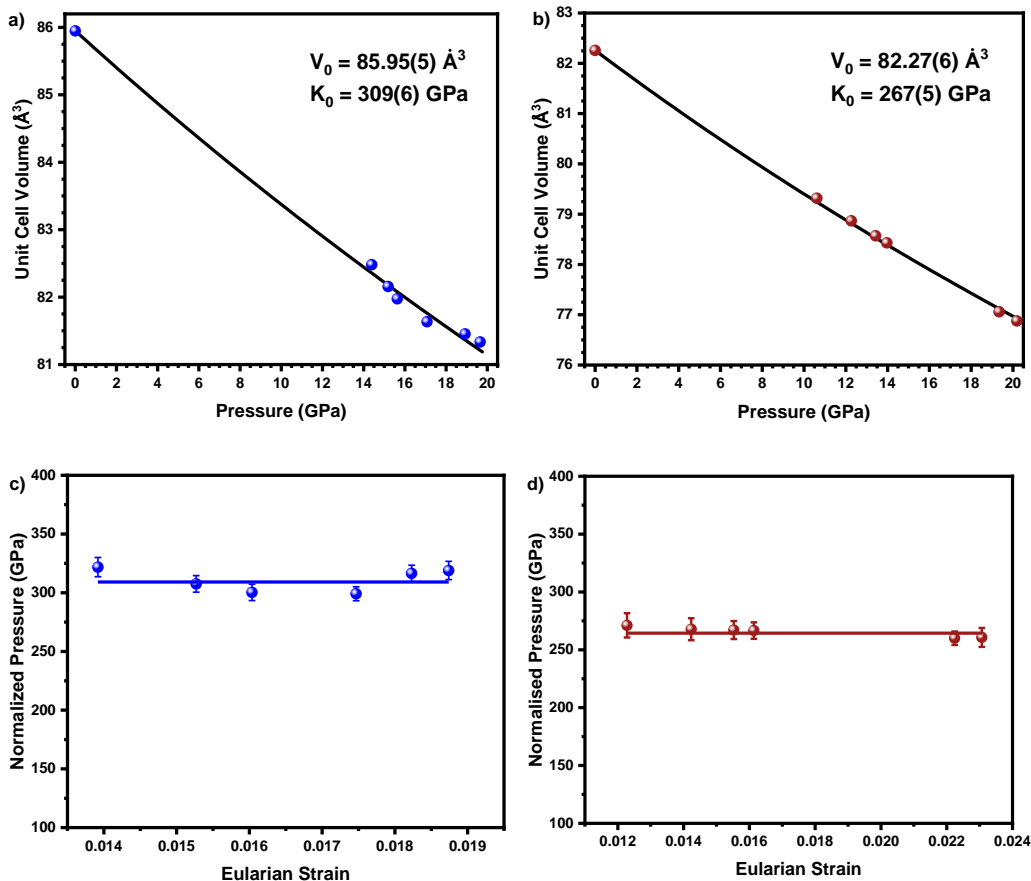 a)
V0 = 85.95(5) Å3
K0 = 309(6) GPa
Unit Cell Volume (Å3)
86
85
84
83
82
81
0 2 4 6 8 10 12 14 16 18 20
Pressure (GPa)
b)
V0 = 82.27(6) Å3
K0 = 267(5) GPa
Unit Cell Volume (Å3)
83
82
81
80
79
78
77
76
0 2 4 6 8 10 12 14 16 18 20
Pressure (GPa)
c)
Normalized Pressure (GPa)
400
350
300
250
200
150
100
0.014 0.015 0.016 0.017 0.018 0.019
Eularian Strain
d)
Normalised Pressure (GPa)
400
350
300
250
200
150
100
0.012 0.014 0.016 0.018 0.020 0.022 0.024
Eularian Strain